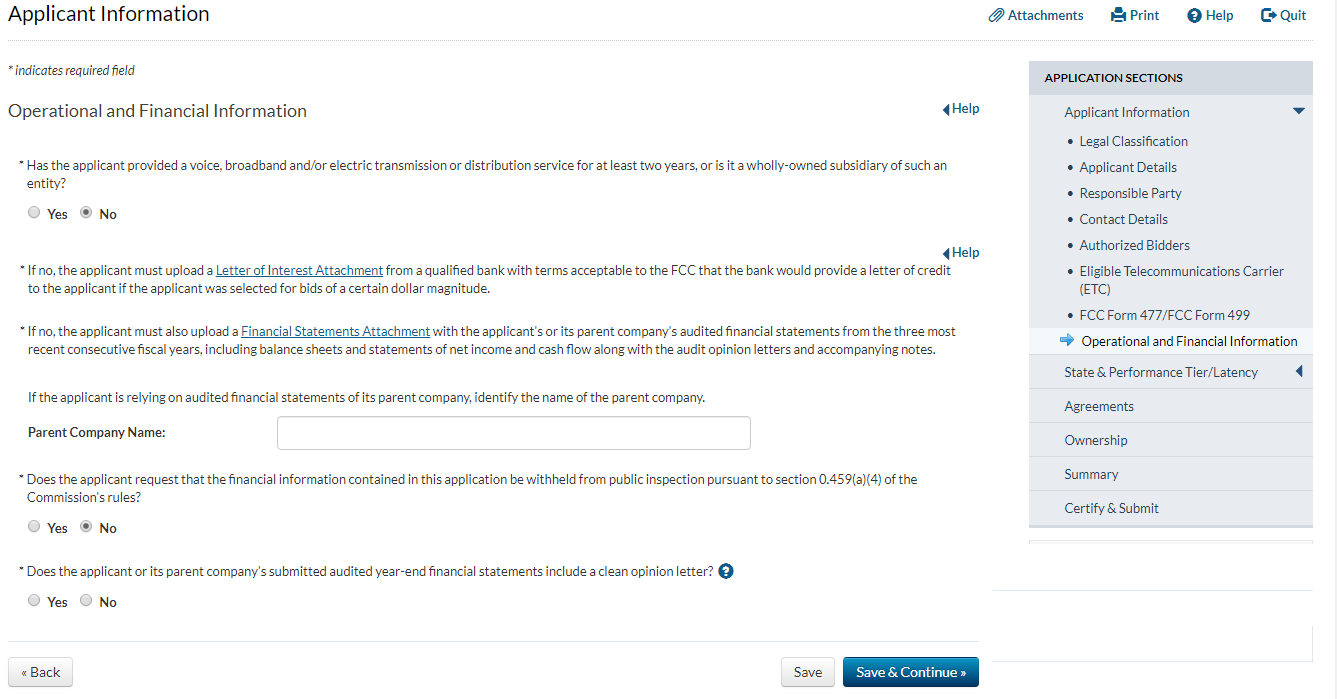 Applicant Information
Attachments Print Help Quit
* indicates required field
Operational and Financial Information
Help
* Has the applicant provided a voice, broadband and/or electric transmission or distribution service for at least two years, or is it a wholly-owned subsidiary of such an
entity?
Yes No
Help
* If no, the applicant must upload a Letter of Interest Attachment from a qualified bank with terms acceptable to the FCC that the bank would provide a letter of credit
to the applicant if the applicant was selected for bids of a certain dollar magnitude.
* If no, the applicant must also upload a Financial Statements Attachment with the applicant's or its parent company's audited financial statements from the three most
recent consecutive fiscal years, including balance sheets and statements of net income and cash flow along with the audit opinion letters and accompanying notes.
If the applicant is relying on audited financial statements of its parent company, identify the name of the parent company.
Parent Company Name:
* Does the applicant request that the financial information contained in this application be withheld from public inspection pursuant to section 0.459(a)(4) of the
Commission's rules?
Yes No
* Does the applicant or its parent company's submitted audited year-end financial statements include a clean opinion letter? ?
Yes No
« Back
Save
Save & Continue »
APPLICATION SECTIONS
Applicant Information
• Legal Classification
• Applicant Details
• Responsible Party
• Contact Details
• Authorized Bidders
• Eligible Telecommunications Carrier
(ETC)
• FCC Form 477/FCC Form 499
Operational and Financial Information
State & Performance Tier/Latency
Agreements
Ownership
Summary
Certify & Submit